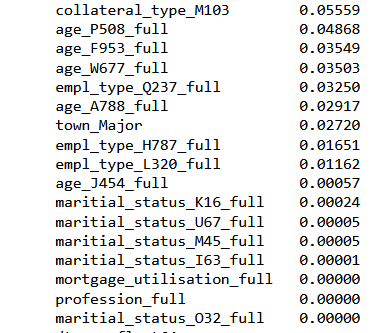 collateral_type_M103 0.05559
age_P508_full 0.04868
age_F953_full 0.03549
age_W677_full 0.03503
empl_type_Q237_full 0.03250
age_A788_full 0.02917
town_Major 0.02720
empl_type_H787_full 0.01651
empl_type_L320_full 0.01162
age_J454_full 0.00057
maritial_status_K16_full 0.00024
maritial_status_U67_full 0.00005
maritial_status_M45_full 0.00005
maritial_status_I63_full 0.00001
mortgage_utilisation_full 0.00000
profession_full 0.00000
maritial_status_O32_full 0.00000